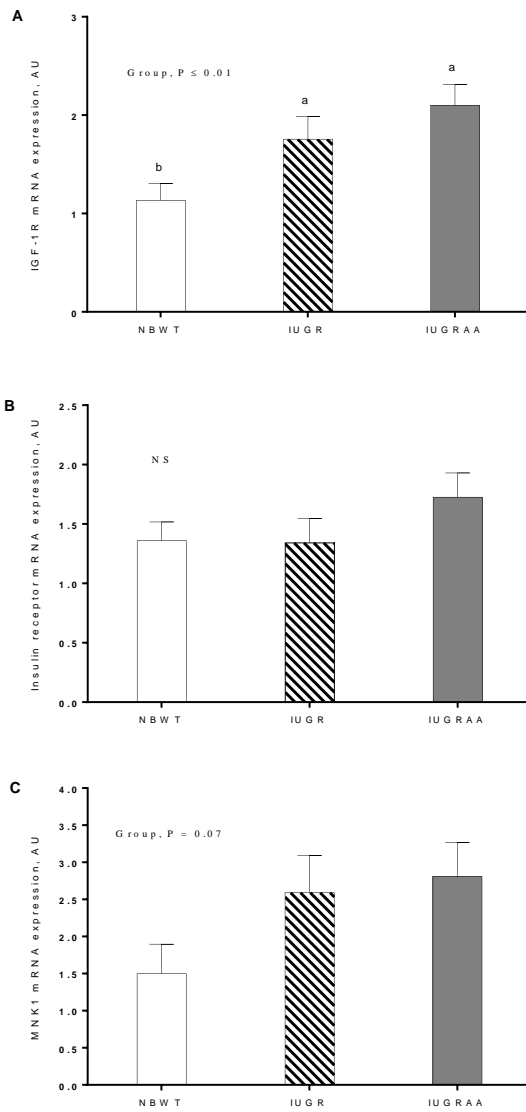 A
IGF-1R mRNA expression, AU
3
2
1
0
Group, P ≤ 0.01
b
a
a
NBWT
IUGR
IUGRAA
B
Insulin receptor mRNA expression, AU
2.5
2.0
1.5
1.0
0.5
0.0
NS
NBWT
IUGR
IUGRAA
C
MNK1 mRNA expression, AU
4.0
3.5
3.0
2.5
2.0
1.5
1.0
0.5
0.0
Group, P = 0.07
NBWT
IUGR
IUGRAA